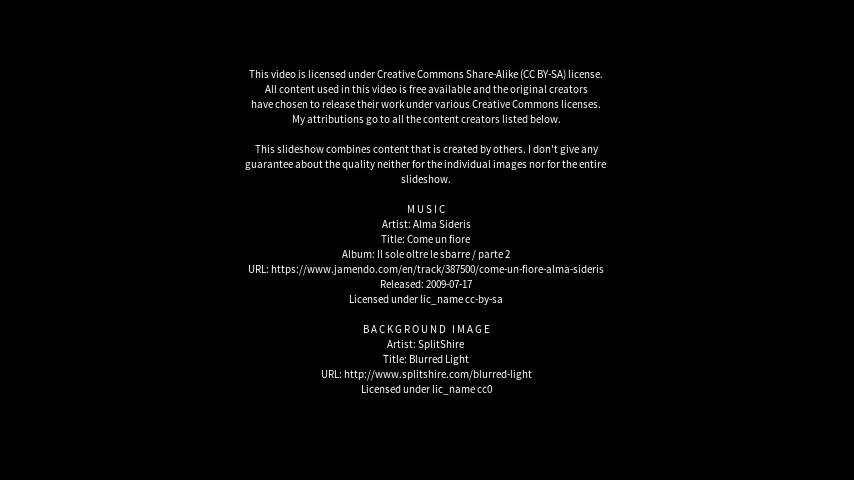 This video is licensed under Creative Commons Share-Alike (CC BY-SA) license.
All content used in this video is free available and the original creators
have chosen to release their work under various Creative Commons licenses.
My attributions go to all the content creators listed below.
This slideshow combines content that is created by others. I don't give any
guarantee about the quality neither for the individual images nor for the entire
slideshow.
MUSIC
Artist: Alma Sideris
Title: Come un fiore
Album: Il sole oltre le sbarre / parte 2
URL: https://www.jamendo.com/en/track/387500/come-un-fiore-alma-sideris
Released: 2009-07-17
Licensed under lic_name cc-by-sa
BACKGROUND IMAGE
Artist: SplitShire
Title: Blurred Light
URL: http://www.splitshire.com/blurred-light
Licensed under lic_name cc0